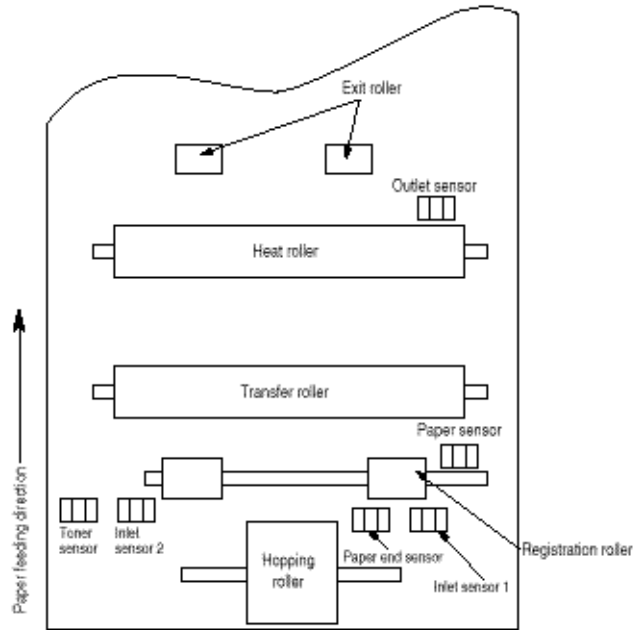 Exit roller
Outlet sensor
Heat roller
Transfer roller
Paper sensor
Toner
sensor
Inlet
sensor 2
Hopping
roller
Paper end sensor
Inlet sensor 1
Registration roller
Paper feeding direction